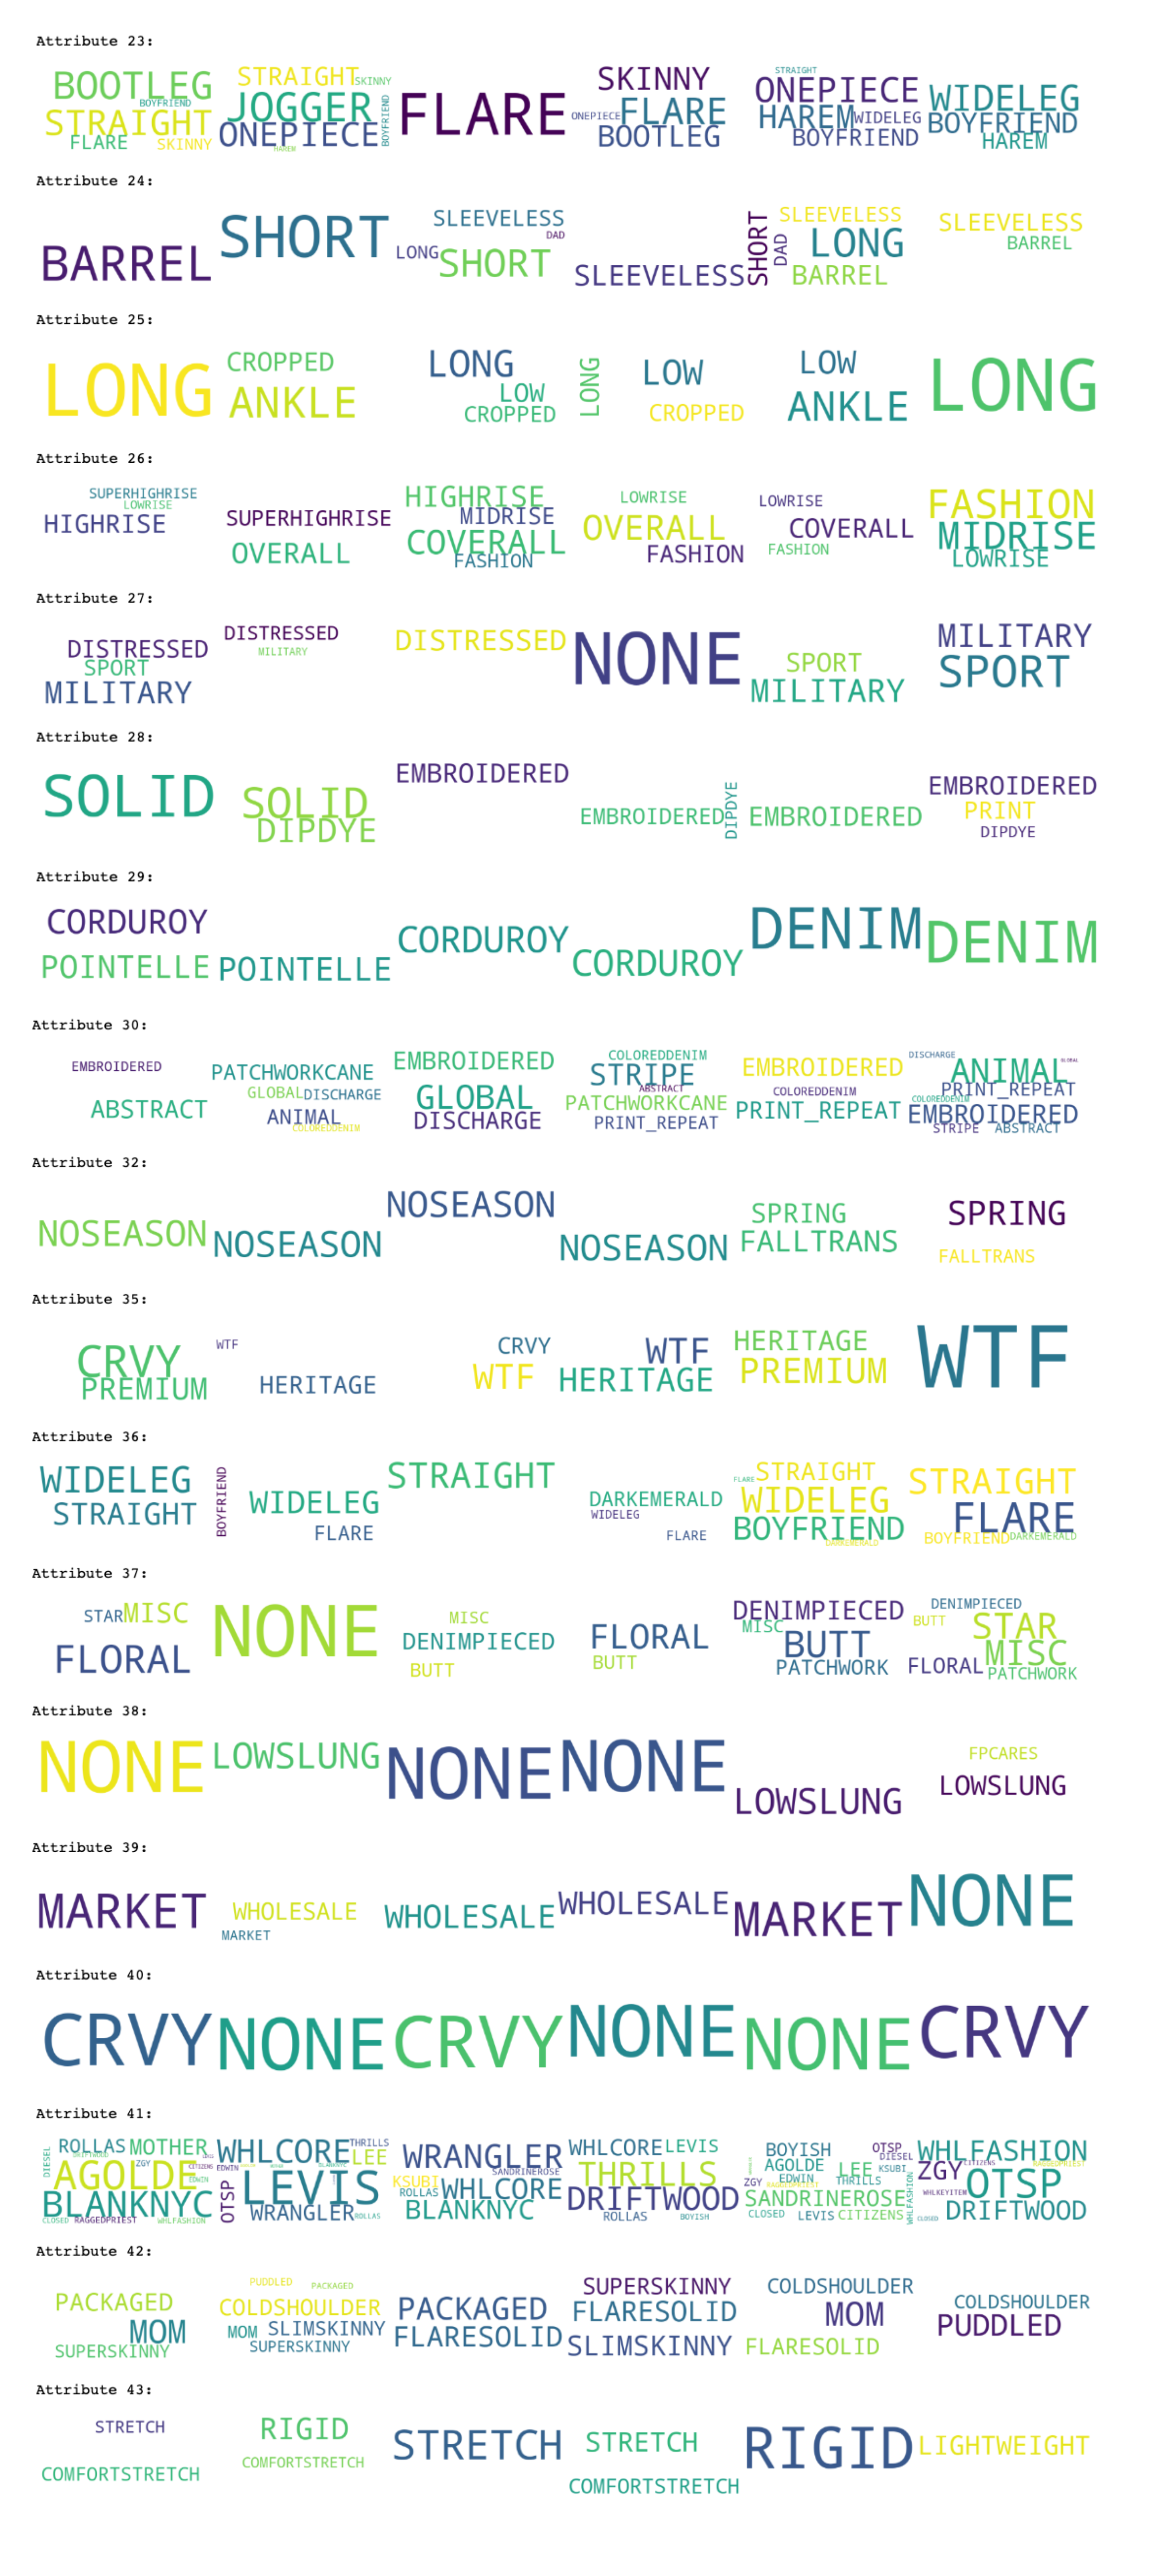 Attribute 23:
BOOTLEG BOYFRIEND STRAIGHT FLARE SKINNY
STRAIGHT SKINNY JOGGER BOYFRIEND ONEPIECE HAREM
FLARE
SKINNY ONEPIECE FLARE BOOTLEG
STRAIGHT ONEPIECE HAREM WIDELEG BOYFRIEND
WIDELEG BOYFRIEND HAREM
Attribute 24:
BARREL
SHORT
SLEEVELESS DAD LONG SHORT
SLEEVELESS
SHORT DAD SLEEVELESS LONG BARREL
SLEEVELESS BARREL
Attribute 25:
LONG
CROPPED ANKLE
LONG LOW CROPPED
LONG LOW CROPPED
LOW ANKLE
LONG
Attribute 26:
SUPERHIGHRISE LOWRISE HIGHRISE
SUPERHIGHRISE OVERALL
HIGHRISE MIDRISE COVERALL FASHION
LOWRISE OVERALL FASHION
LOWRISE COVERALL FASHION
FASHION MIDRISE LOWRISE
Attribute 27:
DISTRESSED SPORT MILITARY
DISTRESSED MILITARY
DISTRESSED
NONE
SPORT MILITARY
MILITARY SPORT
Attribute 28:
SOLID
SOLID DIPDYE
EMBROIDERED
EMBROIDERED DIPDYE
EMBROIDERED
EMBROIDERED PRINT DIPDYE
Attribute 29:
CORDUROY POINTELLE
POINTELLE
CORDUROY
CORDUROY
DENIM
DENIM
Attribute 30:
EMBROIDERED ABSTRACT
PATCHWORKCANE GLOBAL DISCHARGE ANIMAL COLOREDDENIM
EMBROIDERED GLOBAL DISCHARGE
COLOREDDENIM STRIPE ABSTRACT PATCHWORKCANE PRINT_REPEAT
EMBROIDERED COLOREDDENIM PRINT_REPEAT
DISCHARGE ANIMAL GLOBAL PRINT_REPEAT COLOREDDENIM EMBROIDERED STRIPE ABSTRACT
Attribute 32:
NOSEASON
NOSEASON
NOSEASON
NOSEASON
SPRING FALLTRANS
SPRING FALLTRANS
Attribute 35:
CRVY PREMIUM
WTF HERITAGE
CRVY WTF
WTF HERITAGE
HERITAGE PREMIUM
WTF
Attribute 36:
WIDELEG STRAIGHT
BOYFRIEND WIDELEG FLARE
STRAIGHT
DARKEMERALD WIDELEG FLARE
FLARE STRAIGHT WIDELEG BOYFRIEND DARKEMERALD
STRAIGHT FLARE BOYFRIEND DARKEMERALD
Attribute 37:
STAR MISC FLORAL
NONE
MISC DENIMPIECED BUTT
FLORAL BUTT
DENIMPIECED MISC BUTT PATCHWORK
DENIMPIECED BUTT STAR MISC FLORAL PATCHWORK
Attribute 38:
NONE
LOWSLUNG
NONE
NONE
LOWSLUNG
FPCARES LOWSLUNG
Attribute 39:
MARKET
WHOLESALE MARKET
WHOLESALE
WHOLESALE
MARKET
NONE
Attribute 40:
CRVY
NONE
CRVY
NONE
NONE
CRVY
Attribute 41:
DIESEL ROLLAS MOTHER DRIFTWOOD ZGY AGOLDE EDWIN BLANKNYC CLOSED RAGGEDPRIEST WHLFASHION
WHLCORE THRILLS LEE CITIZENS EDWIN BLANKNYC OTSP LEVIS WRANGLER ROLLAS
WRANGLER SANDRINEROSE KSUBI ROLLAS WHLCORE BLANKNYC
WHLCORE LEVIS THRILLS DRIFTWOOD ROLLAS BOYISH
BOYISH OTSP DIESEL AGOLDE LEE KSUBI ZGY EDWIN THRILLS RAGGEDPRIEST SANDRINEROSE CLOSED LEVIS CITIZENS WHLFASHION
WHLFASHION ZGY CITIZENS RAGGEDPRIEST OTSP WHLKEYITEM CLOSED DRIFTWOOD
Attribute 42:
PACKAGED MOM SUPERSKINNY
PUDDLED PACKAGED COLDSHOULDER MOM SLIMSKINNY SUPERSKINNY
PACKAGED FLARESOLID
SUPERSKINNY FLARESOLID SLIMSKINNY
COLDSHOULDER MOM FLARESOLID
COLDSHOULDER PUDDLED
Attribute 43:
STRETCH COMFORTSTRETCH
RIGID COMFORTSTRETCH
STRETCH
STRETCH COMFORTSTRETCH
RIGID
LIGHTWEIGHT